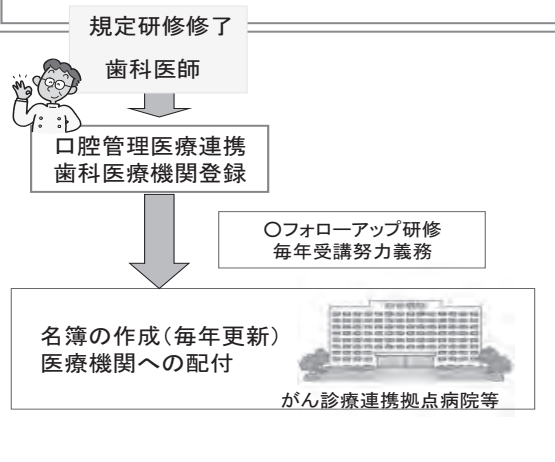 規定研修修了
歯科医師
口腔管理医療連携
歯科医療機関登録
〇フォローアップ研修
毎年受講努力義務
名簿の作成(毎年更新)
医療機関への配付
がん診療連携拠点病院等